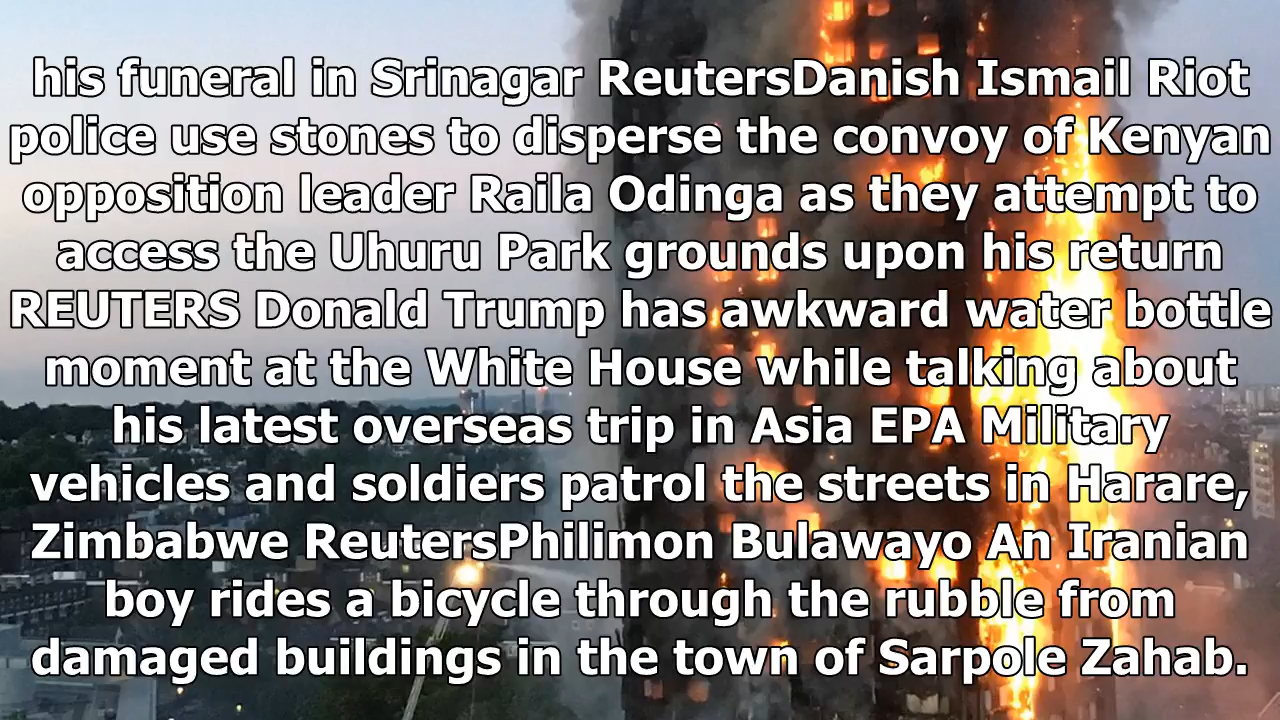 his funeral in Srinagar ReutersDanish Ismail Riot
police use stones to disperse the convoy of Kenyan
opposition leader Raila Odinga as they attempt to
access the Uhuru Park grounds upon his return
REUTERS Donald Trump has awkward water bottle
moment at the White House while talking about
his latest overseas trip in Asia EPA Military
vehicles and soldiers patrol the streets in Harare,
Zimbabwe ReutersPhilimon Bulawayo An Iranian
boy rides a bicycle through the rubble from
damaged buildings in the town of Sarpole Zahab.